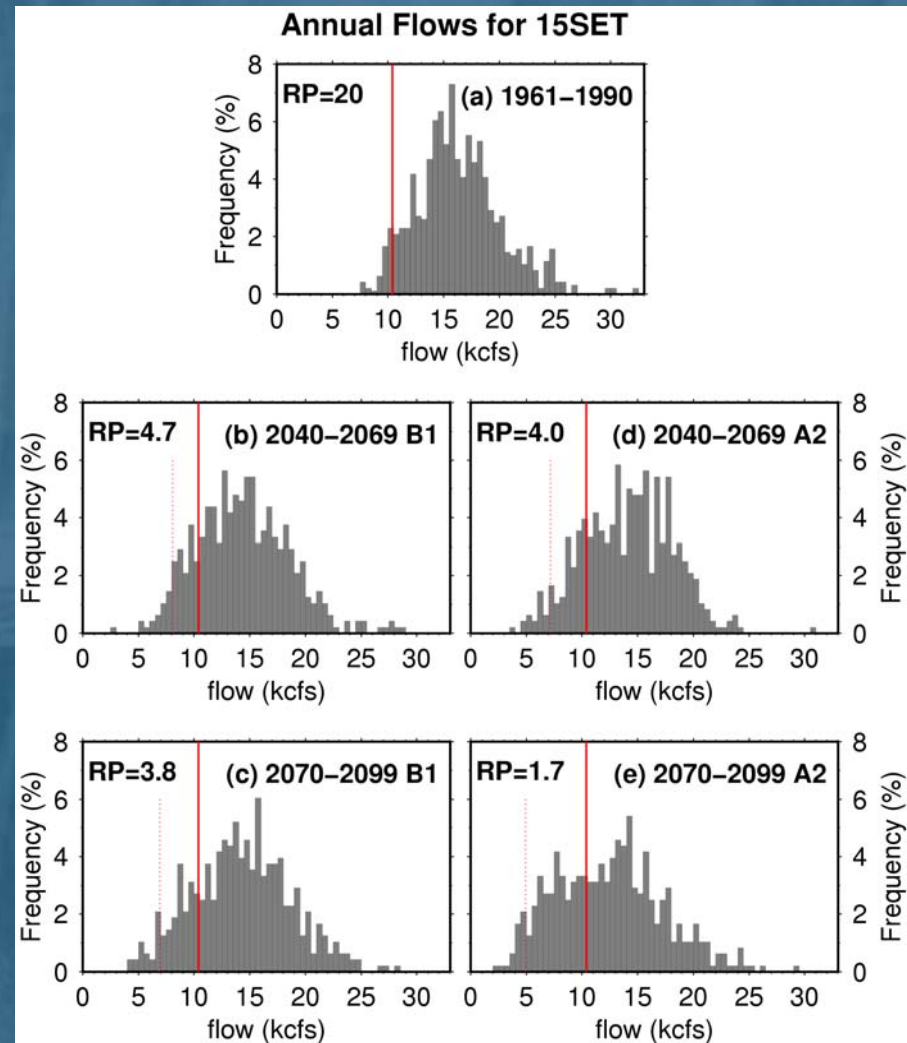 Annual Flows for 15SET
8
6
4
2
0
Frequency (%)
RP=20
(a) 1961–1990
0 5 10 15 20 25 30
flow (kcfs)
8
6
4
2
0
Frequency (%)
RP=4.7
(b) 2040–2069 B1
0 5 10 15 20 25 30
flow (kcfs)
RP=4.0
(d) 2040–2069 A2
8
6
4
2
0
Frequency (%)
0 5 10 15 20 25 30
flow (kcfs)
8
6
4
2
0
Frequency (%)
RP=3.8
(c) 2070–2099 B1
0 5 10 15 20 25 30
flow (kcfs)
RP=1.7
(e) 2070–2099 A2
8
6
4
2
0
Frequency (%)
0 5 10 15 20 25 30
flow (kcfs)